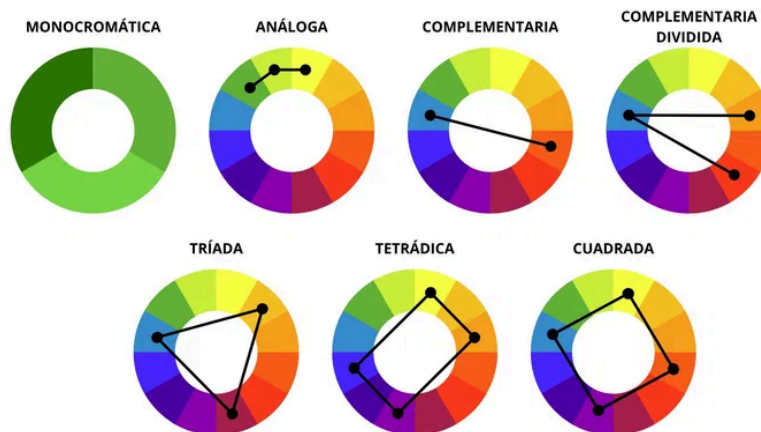 MONOCROMÁTICA
ANÁLOGA
COMPLEMENTARIA
COMPLEMENTARIA
DIVIDIDA
TRÍADA
TETRÁDICA
CUADRADA